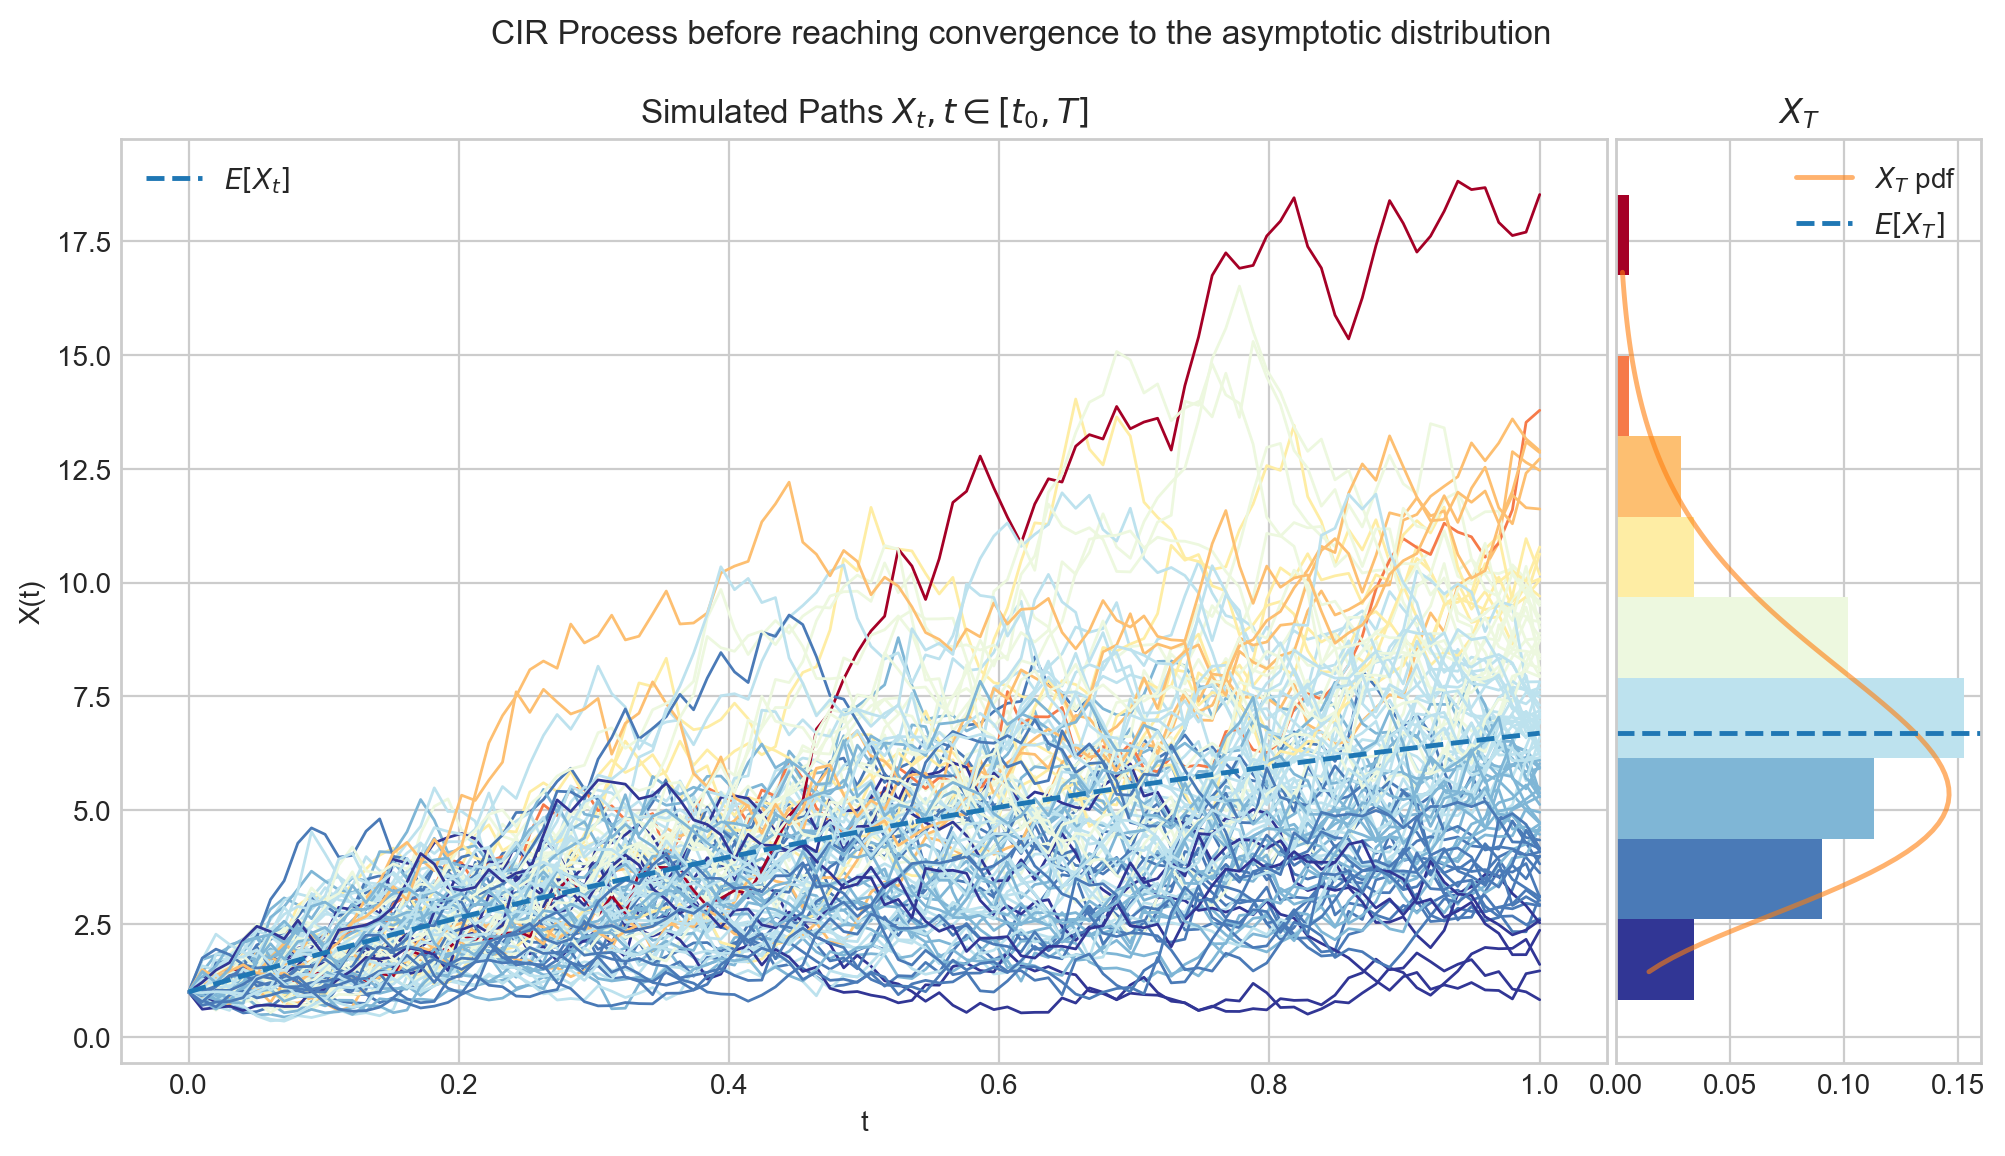 CIR Process before reaching convergence to the asymptotic distribution
Simulated Paths $X_t, t \in [t_0, T]$
$X_T$
$E[X_t]$
$X_T$ pdf
$E[X_T]$
17.5
15.0
12.5
10.0
7.5
5.0
2.5
0.0
X(t)
0.0 0.2 0.4 0.6 0.8 1.0 0.00 0.05 0.10 0.15
t